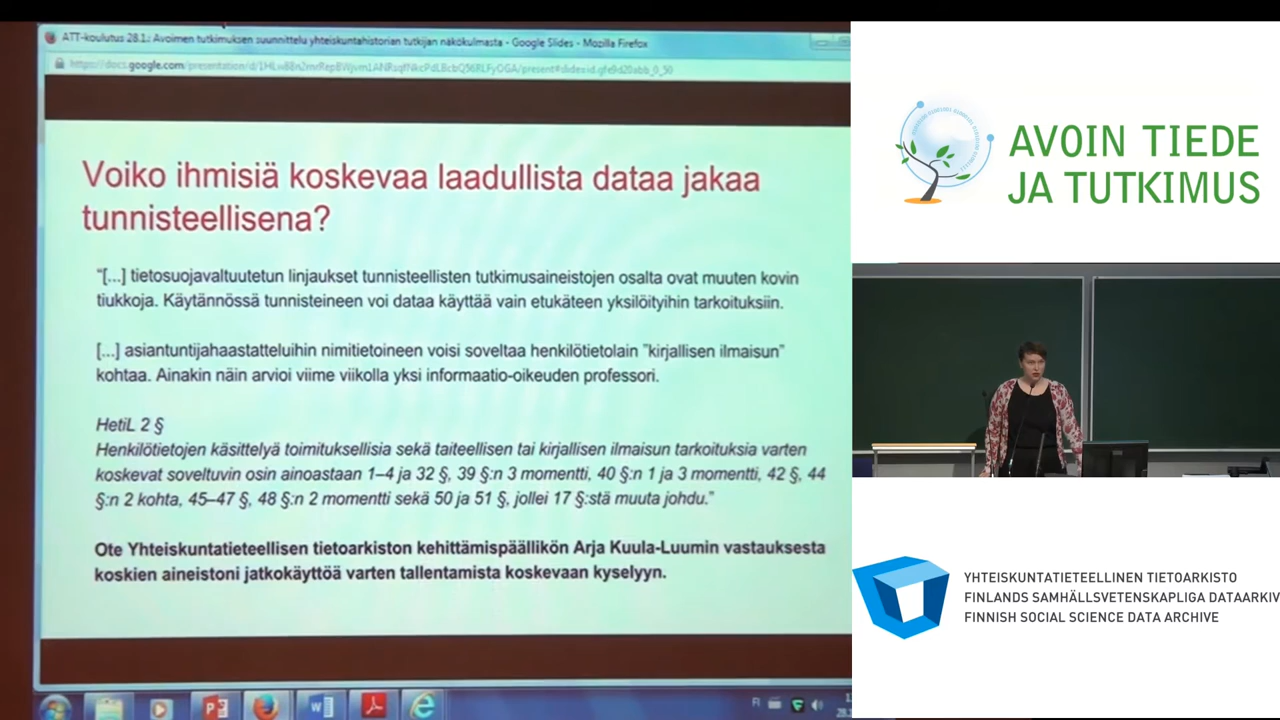 ATT-koulutus 28.1.: Avoimen tutkimuksen suunnittelu yhteiskuntahistorian tutkijan näkökulmasta - Google Slides - Mozilla Firefox
Voiko ihmisiä koskevaa laadullista dataa jakaa
tunnisteellisena?
"[...] tietosuojavaltuutetun linjaukset tunnisteellisten tutkimusaineistojen osalta ovat muuten kovin
tiukkoja. Käytännössä tunnisteineen voi dataa käyttää vain etukäteen yksilöityihin tarkoituksiin.
[...] asiantuntijahaastatteluihin nimitietoineen voisi soveltaa henkilötietolain "kirjallisen ilmaisun"
kohtaa. Ainakin näin arvioi viime viikolla yksi informaatio-oikeuden professori.
HetiL 2 §
Henkilötietojen käsittelyä toimituksellisia sekä taiteellisen tai kirjallisen ilmaisun tarkoituksia varten
koskevat soveltuvin osin ainoastaan 1–4 ja 32 §, 39 §:n 3 momentti, 40 §:n 1 ja 3 momentti, 42 §, 44
§:n 2 kohta, 45–47 §, 48 §:n 2 momentti sekä 50 ja 51 §, jollei 17 §:stä muuta johdu."
Ote Yhteiskuntatieteellisen tietoarkiston kehittämispäällikön Arja Kuula-Luumin vastauksesta
koskien aineistoni jatkokäyttöä varten tallentamista koskevaan kyselyyn.
FI
AVOIN TIEDE
JA TUTKIMUS
YHTEISKUNTATIETEELLINEN TIETOARKISTO
FINLANDS SAMHÄLLSVETENSKAPLIGA DATAARKIV
FINNISH SOCIAL SCIENCE DATA ARCHIVE